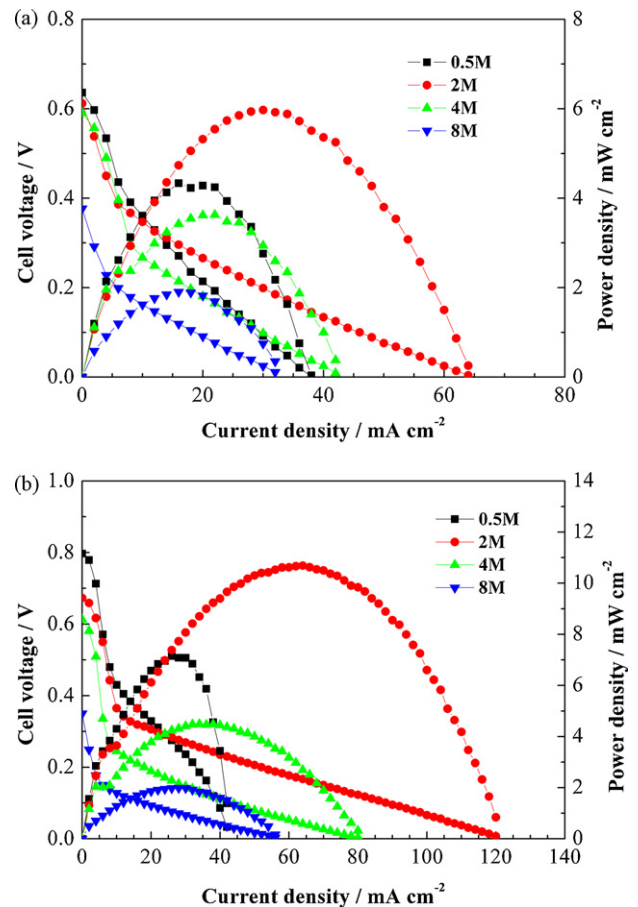 (a)
0.8
0.6
0.4
0.2
0.0
Cell voltage / V
8
6
4
2
0
Power density / mW cm⁻²
0.5M
2M
4M
8M
0 20 40 60 80
Current density / mA cm⁻²
(b)
1.0
0.8
0.6
0.4
0.2
0.0
Cell voltage / V
14
12
10
8
6
4
2
0
Power density / mW cm⁻²
0.5M
2M
4M
8M
0 20 40 60 80 100 120 140
Current density / mA cm⁻²